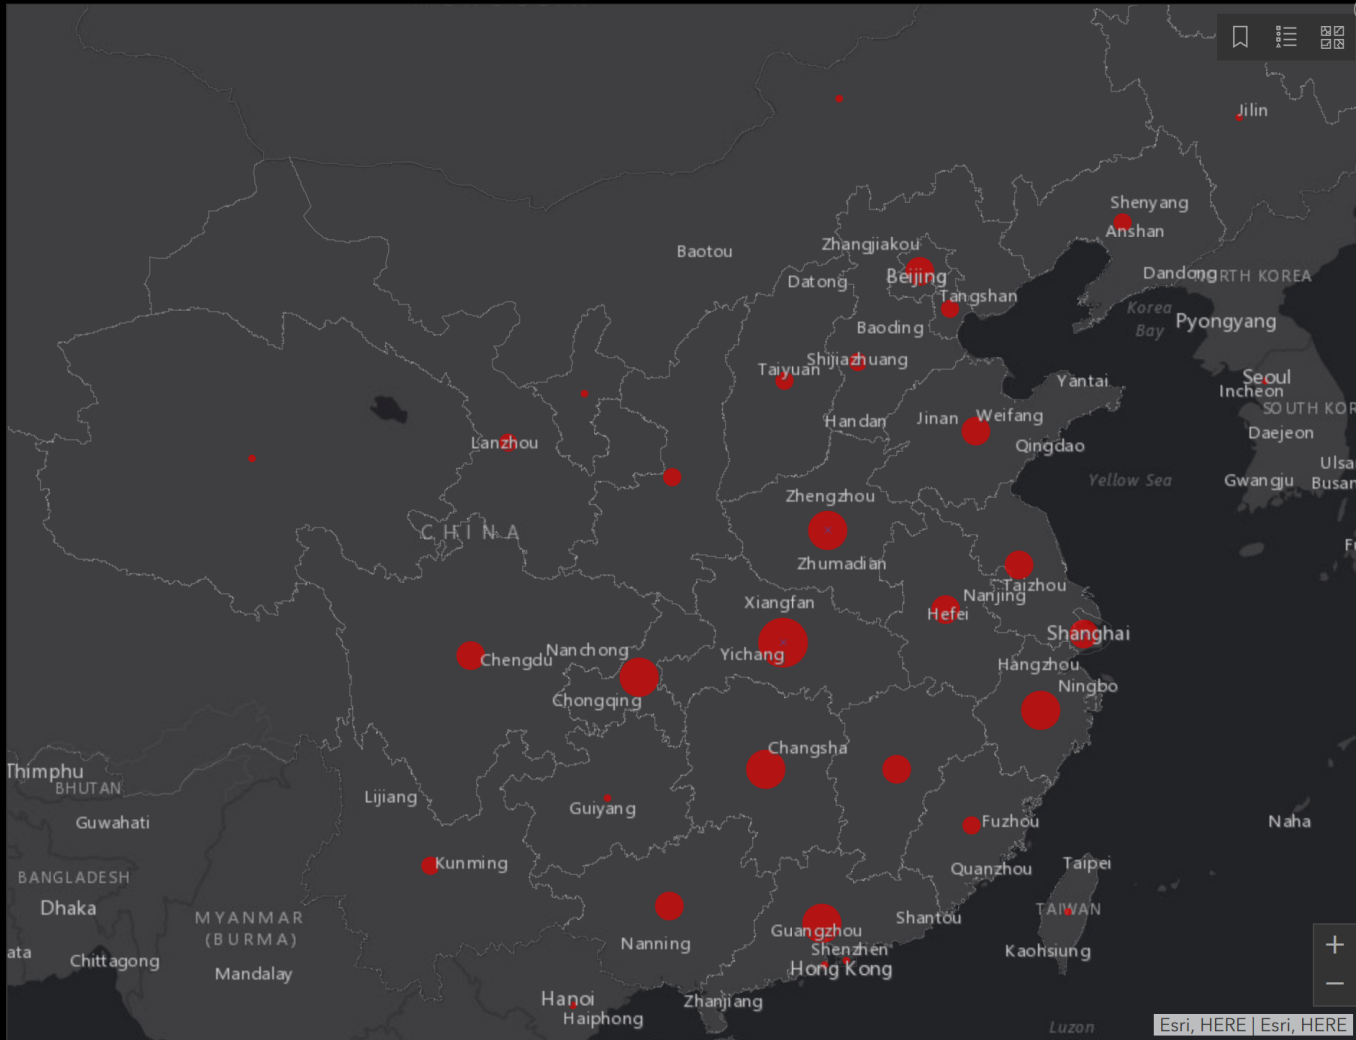 Jilin
Shenyang
Anshan
Zhangjiakou
Baotou
Beijing
Datong
Dandong
RTH KOREA
Tangshan
Korea
Bay
Pyongyang
Baoding
Shijiazhuang
Taiyuan
Yantai
Seoul
Incheon
SOUTH KOR
Handan
Jinan
Weifang
Daejeon
Lanzhou
Qingdao
Ulsa
Yellow Sea
Gwangju
Busan
Zhengzhou
CHINA
Zhumadian
Taizhou
Nanjing
Xiangfan
Hefei
Shanghai
Nanchong
Yichang
Chengdu
Hangzhou
Ningbo
Chongqing
Changsha
Thimphu
BHUTAN
Lijiang
Guiyang
Guwahati
Fuzhou
Naha
Kunming
Quanzhou
Taipei
BANGLADESH
Dhaka
TAIWAN
MYANMAR
(BURMA)
Shantou
Guangzhou
Nanning
Shenzhen
Kaohsiung
ata
Chittagong
Hong Kong
Mandalay
Hanoi
Zhanjiang
Haiphong
Luzon
Esri, HERE | Esri, HERE